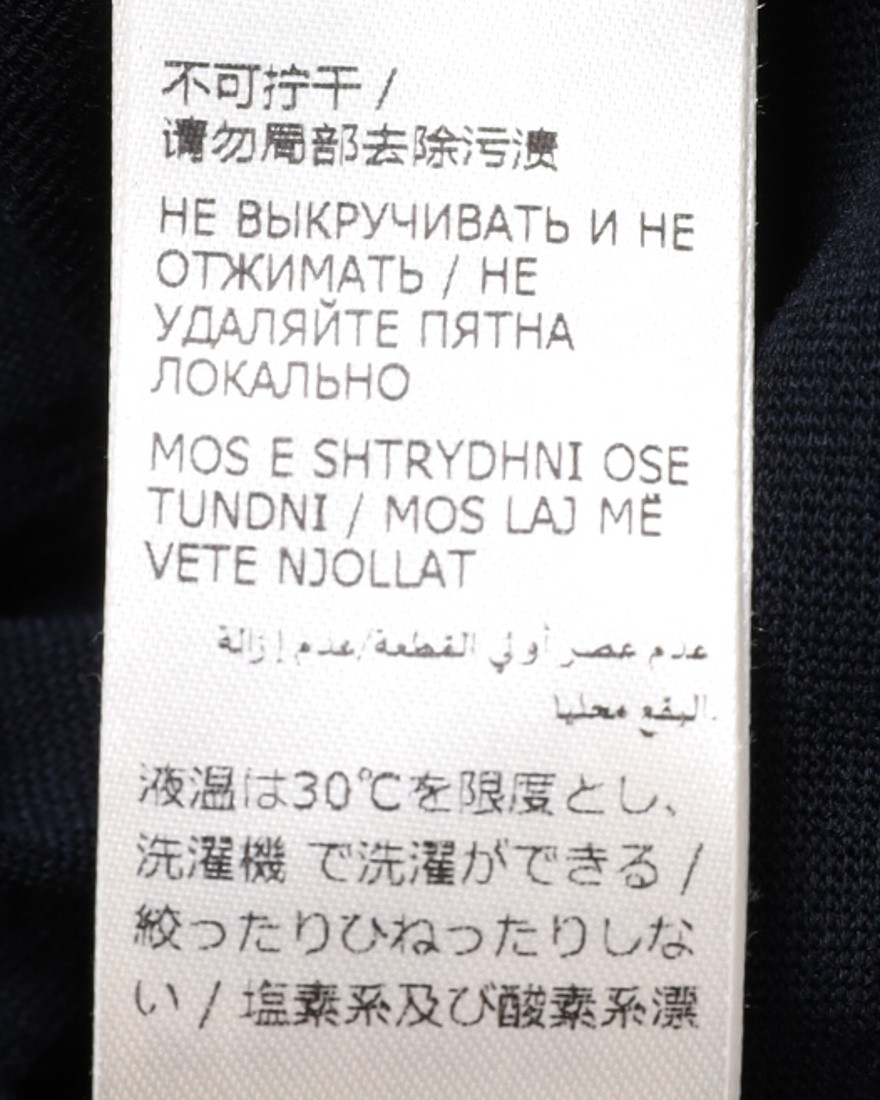 不可拧干 /
请勿局部去除污渍
НЕ ВЫКРУЧИВАТЬ И НЕ
ОТЖИМАТЬ / НЕ
УДАЛЯЙТЕ ПЯТНА
ЛОКАЛЬНО
MOS E SHTRYDHNI OSE
TUNDNI / MOS LAJ MË
VETE NJOLLAT
عدم عصر أولي القطعة/عدم إزالة
البقع محليا.
液温は30℃を限度とし、
洗濯機 で洗濯ができる /
絞ったりひねったりしな
い / 塩素系及び酸素系漂